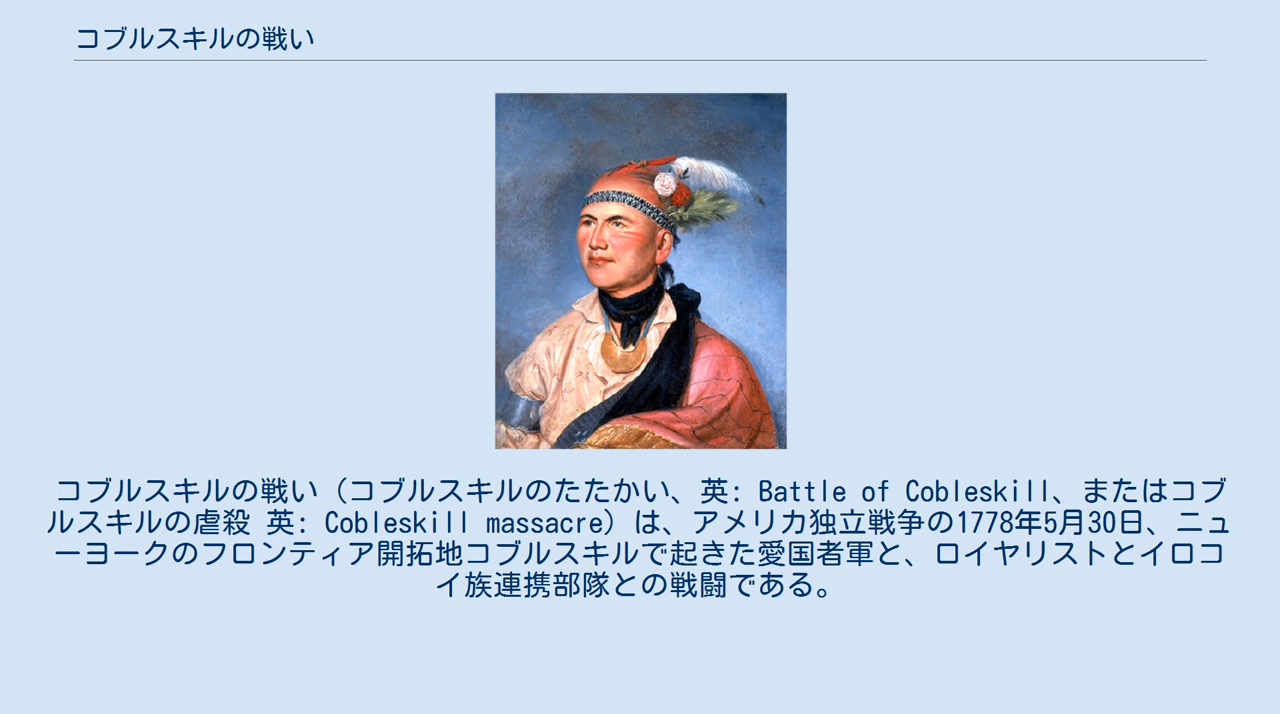 コブルスキルの戦い
コブルスキルの戦い（コブルスキルのたたかい、英: Battle of Cobleskill、またはコブ
ルスキルの虐殺 英: Cobleskill massacre）は、アメリカ独立戦争の1778年5月30日、ニュ
ーヨークのフロンティア開拓地コブルスキルで起きた愛国者軍と、ロイヤリストとイロコ
イ族連携部隊との戦闘である。